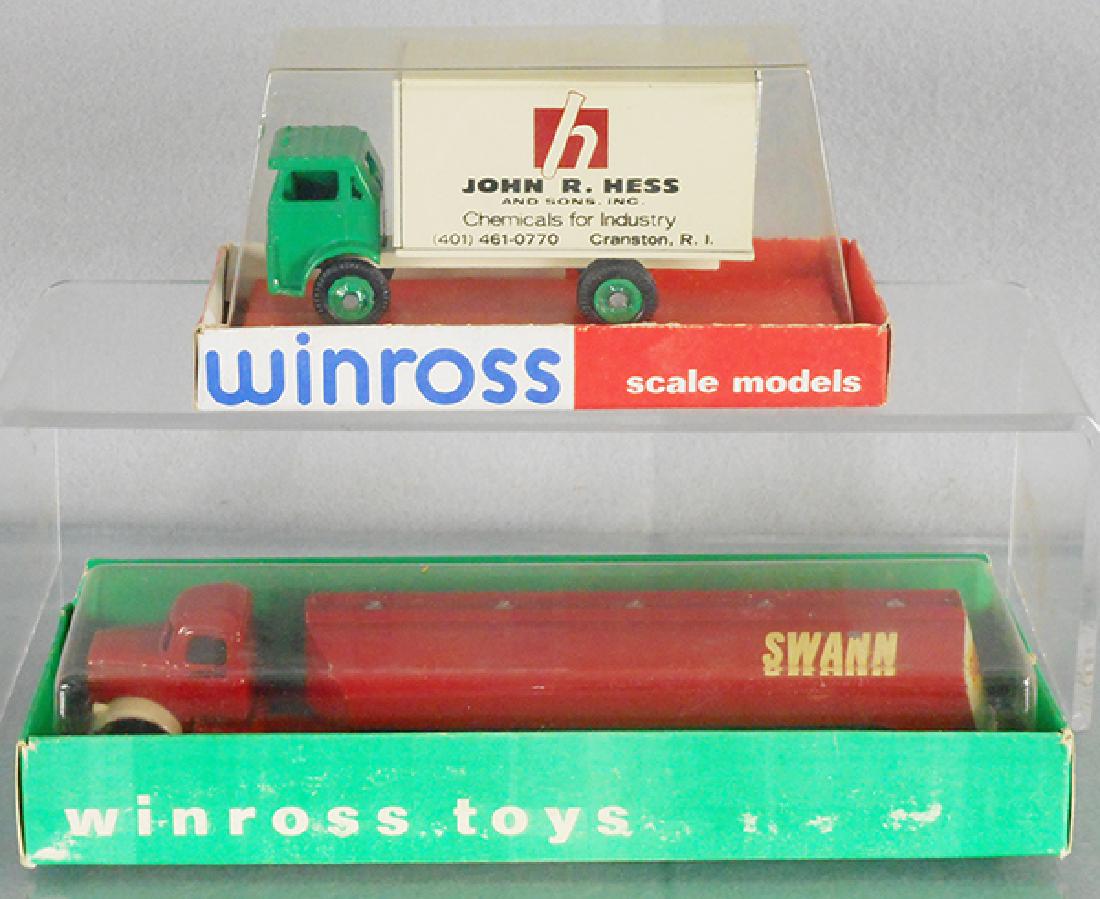 h
JOHN R. HESS
AND SONS, INC.
Chemicals for Industry
(401) 461-0770 Cranston, R. I.
winross scale models
SWANN
winross toys